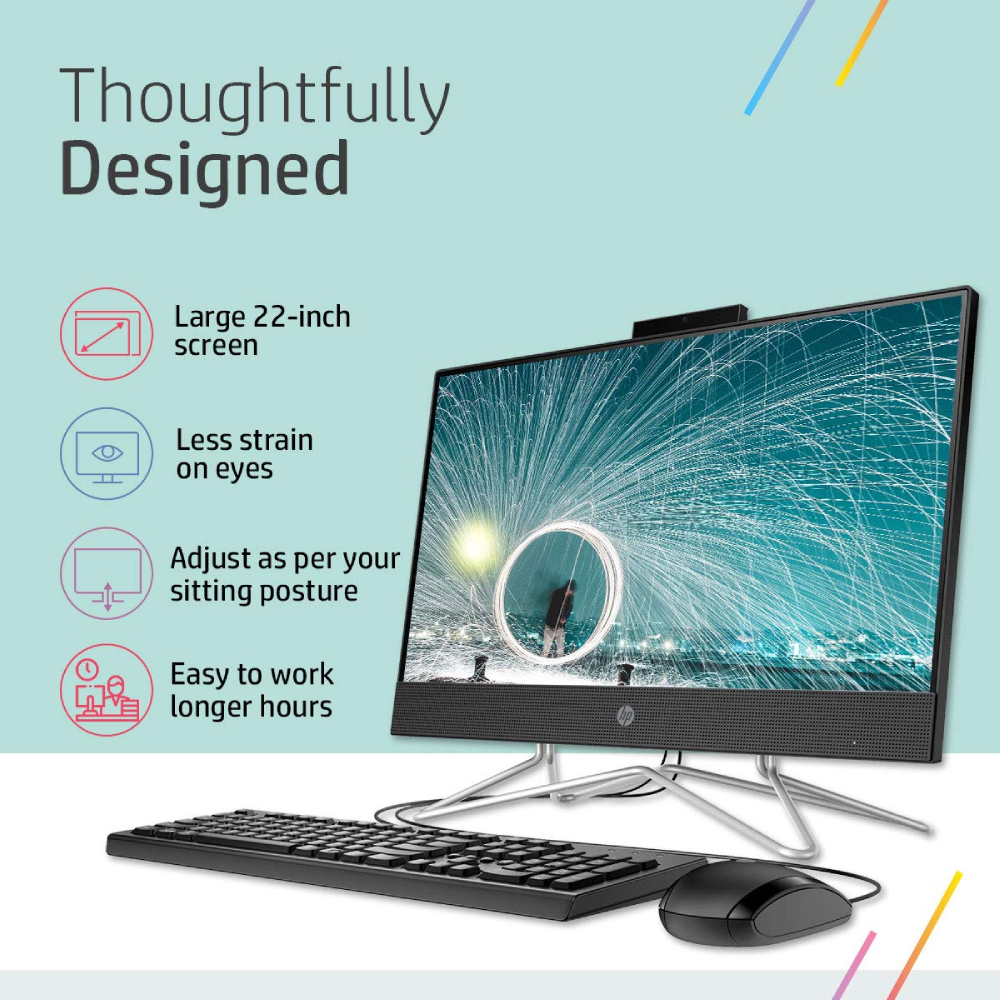 Thoughtfully
Designed
Large 22-inch
screen
Less strain
on eyes
Adjust as per your
sitting posture
Easy to work
longer hours
hp